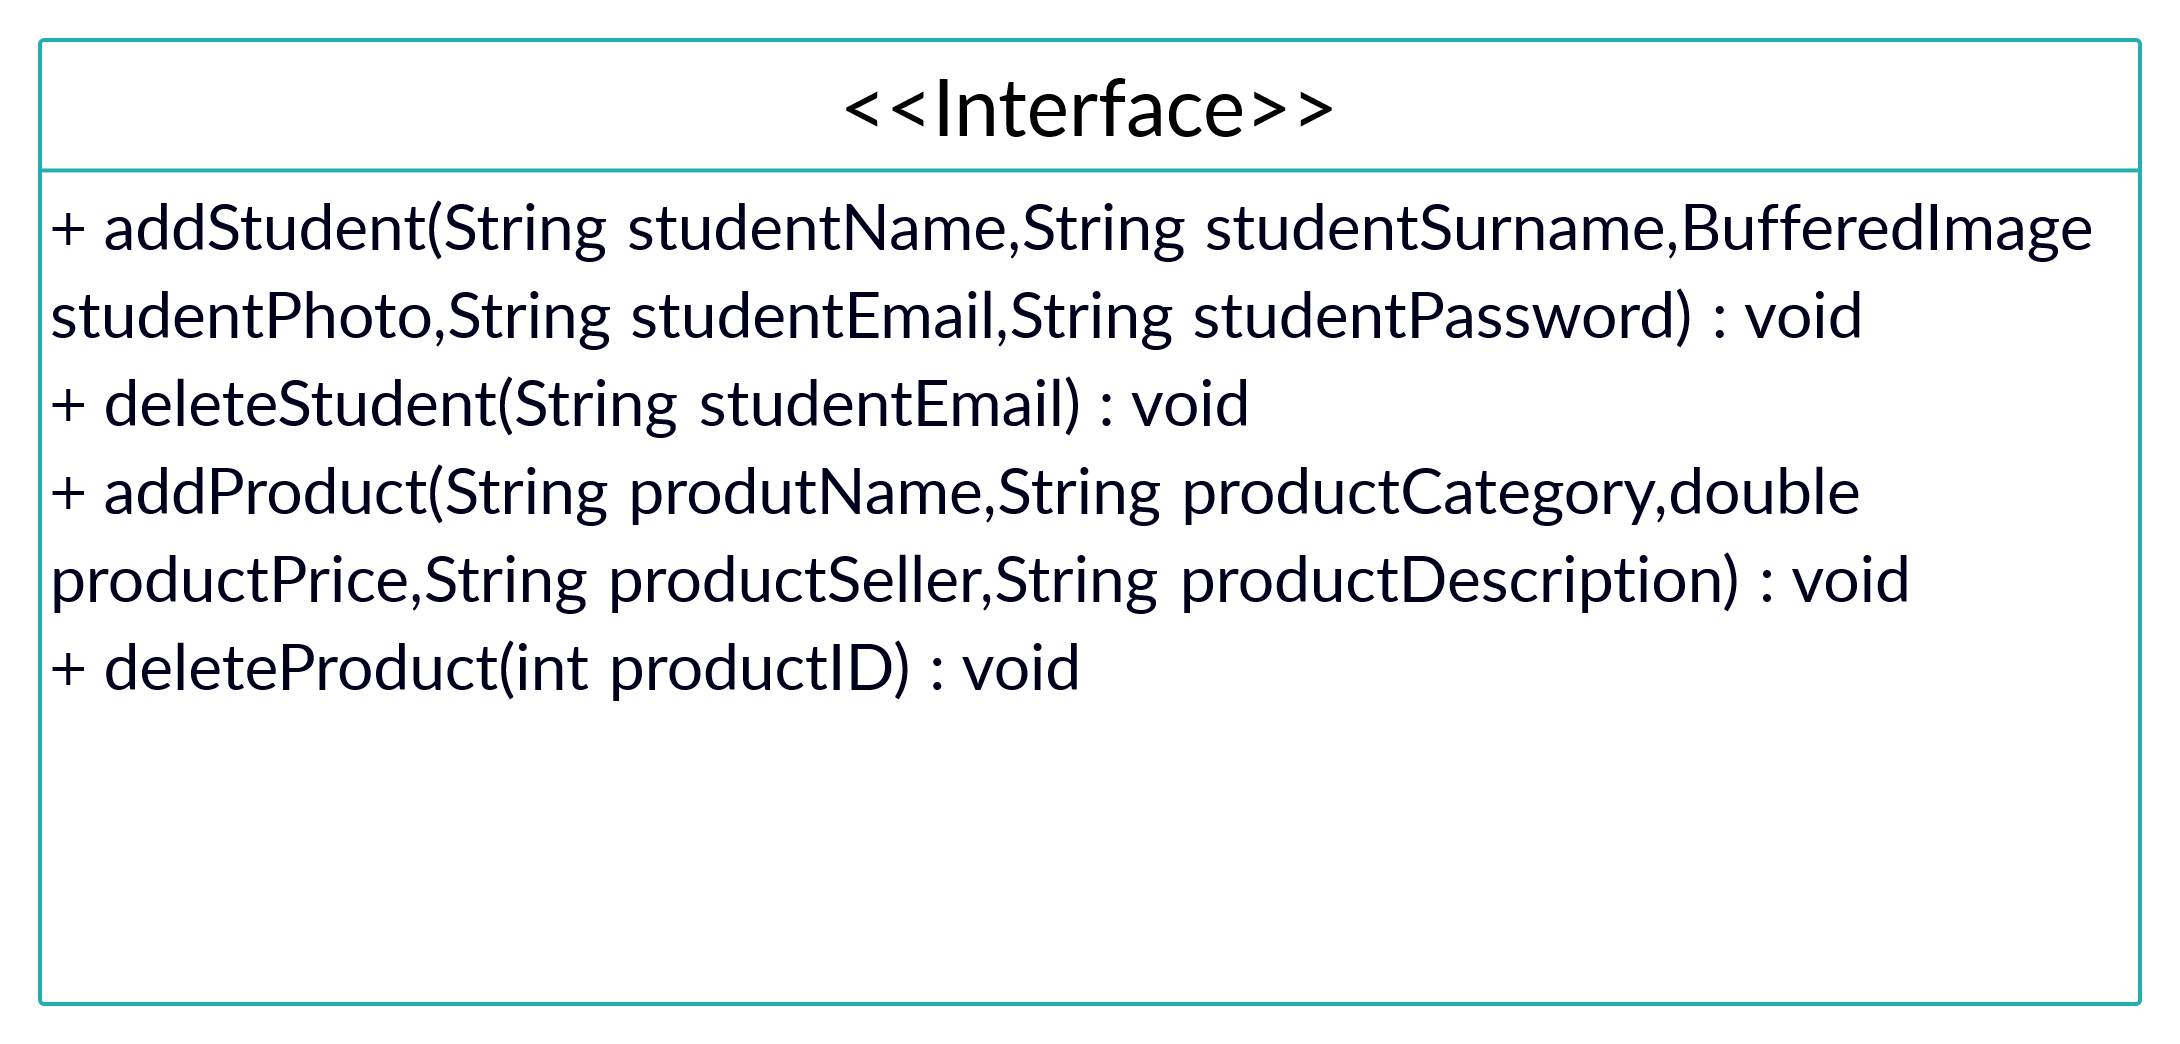 <<Interface>>
+ addStudent(String studentName,String studentSurname,BufferedImage
studentPhoto,String studentEmail,String studentPassword) : void
+ deleteStudent(String studentEmail) : void
+ addProduct(String produtName,String productCategory,double
productPrice,String productSeller,String productDescription) : void
+ deleteProduct(int productID) : void